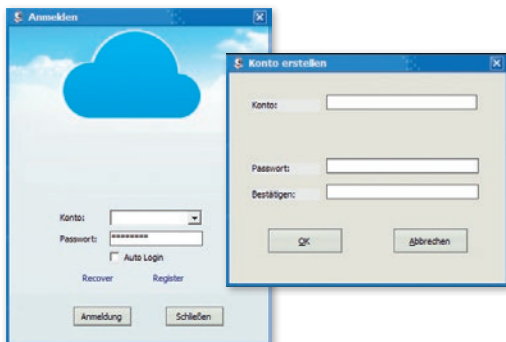 Anmelden
Konto:
Passwort: ********
Auto Login
Recover Register
Anmeldung Schließen
Konto erstellen
Konto:
Passwort:
Bestätigen:
OK Abbrechen